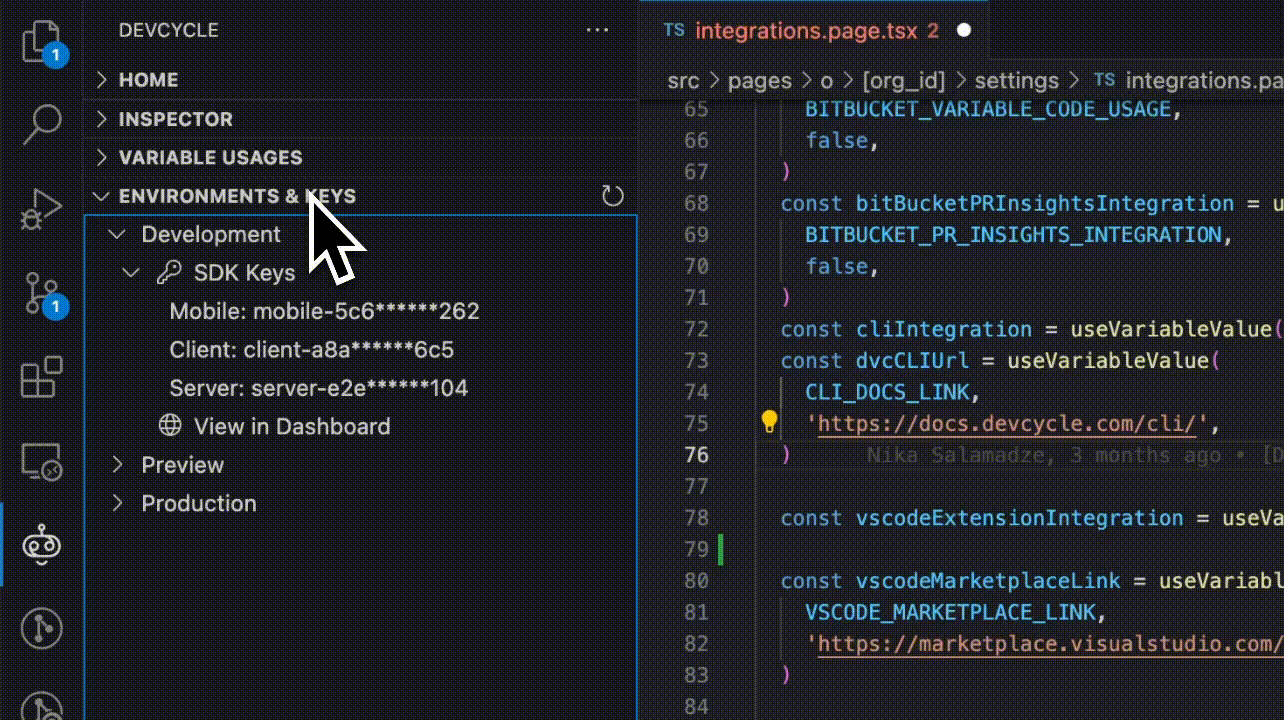 DEVCYCLE
HOME
INSPECTOR
VARIABLE USAGES
ENVIRONMENTS & KEYS
Development
SDK Keys
Mobile: mobile-5c6******262
Client: client-a8a******6c5
Server: server-e2e******104
View in Dashboard
Preview
Production
1
1
TS integrations.page.tsx 2
src > pages > o > [org_id] > settings > TS integrations.pa
65 BITBUCKET_VARIABLE_CODE_USAGE,
66 false,
67 )
68 const bitBucketPRInsightsIntegration = u
69 BITBUCKET_PR_INSIGHTS_INTEGRATION,
70 false,
71 )
72 const cliIntegration = useVariableValue(
73 const dvcCLIUrl = useVariableValue(
74 CLI_DOCS_LINK,
75 'https://docs.devcycle.com/cli/',
76 ) Nika Salamadze, 3 months ago • [D
77
78 const vscodeExtensionIntegration = useVa
79
80 const vscodeMarketplaceLink = useVariabl
81 VSCODE_MARKETPLACE_LINK,
82 'https://marketplace.visualstudio.com/
83 )
84